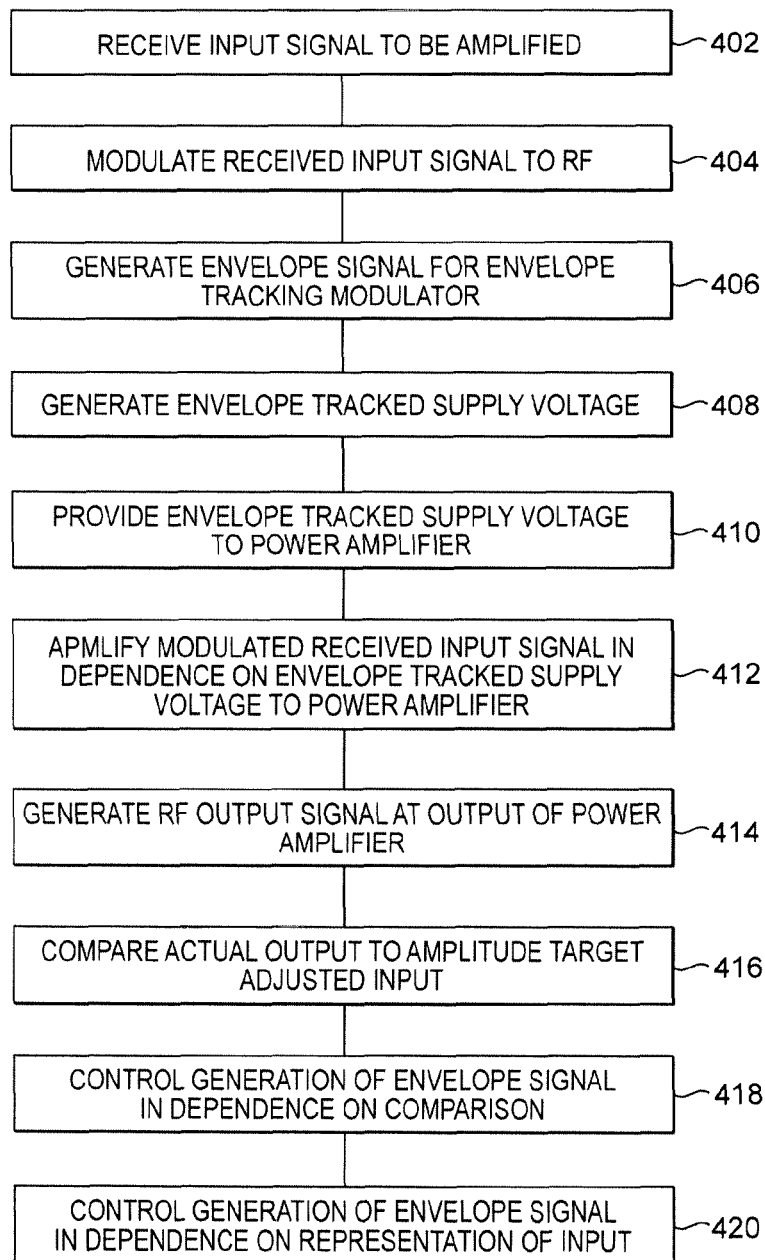 RECEIVE INPUT SIGNAL TO BE AMPLIFIED
402
MODULATE RECEIVED INPUT SIGNAL TO RF
404
GENERATE ENVELOPE SIGNAL FOR ENVELOPE
TRACKING MODULATOR
406
GENERATE ENVELOPE TRACKED SUPPLY VOLTAGE
408
PROVIDE ENVELOPE TRACKED SUPPLY VOLTAGE
TO POWER AMPLIFIER
410
APMLIFY MODULATED RECEIVED INPUT SIGNAL IN
DEPENDENCE ON ENVELOPE TRACKED SUPPLY
VOLTAGE TO POWER AMPLIFIER
412
GENERATE RF OUTPUT SIGNAL AT OUTPUT OF POWER
AMPLIFIER
414
COMPARE ACTUAL OUTPUT TO AMPLITUDE TARGET
ADJUSTED INPUT
416
CONTROL GENERATION OF ENVELOPE SIGNAL
IN DEPENDENCE ON COMPARISON
418
CONTROL GENERATION OF ENVELOPE SIGNAL
IN DEPENDENCE ON REPRESENTATION OF INPUT
420